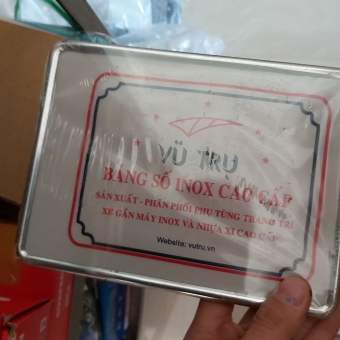 VŨ TRỤ
BẢNG SỐ INOX CAO CẤP
SẢN XUẤT - PHÂN PHỐI PHỤ TÙNG TRANG TRÍ
XE GẮN MÁY INOX VÀ NHỰA XI CAO CẤP
Website: vutru.vn